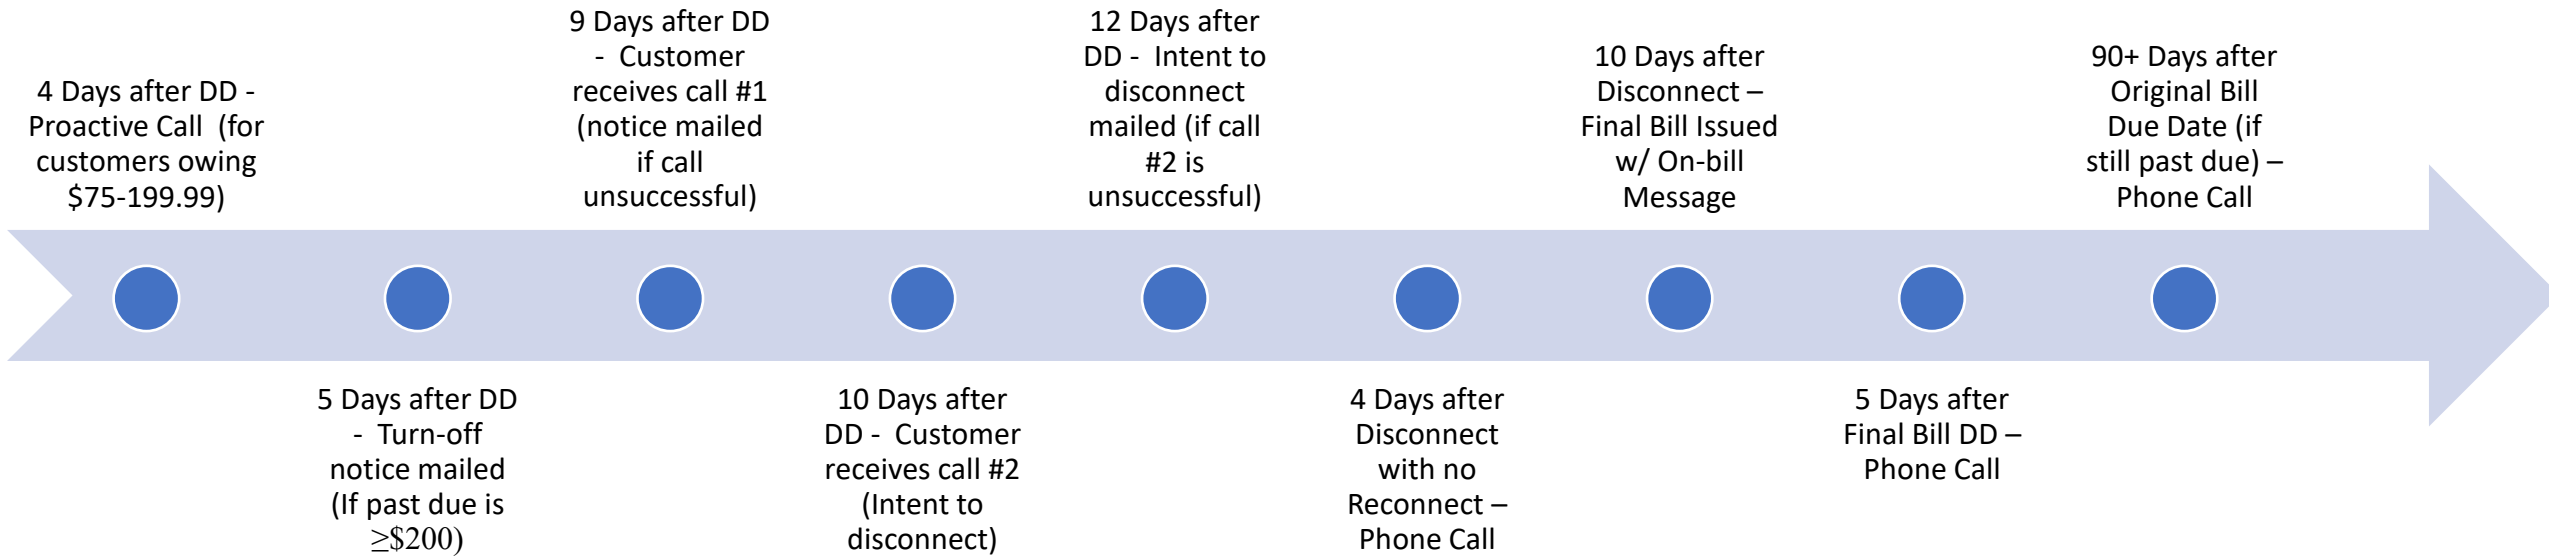 4 Days after DD -
Proactive Call  (for
customers owing
$75-199.99)
5 Days after DD
-  Turn-off
notice mailed
(If past due is
≥$200)
9 Days after DD
-  Customer
receives call #1
(notice mailed
if call
unsuccessful)
10 Days after
DD -  Customer
receives call #2
(Intent to
disconnect)
12 Days after
DD -  Intent to
disconnect
mailed (if call
#2 is
unsuccessful)
4 Days after
Disconnect
with no
Reconnect –
Phone Call
10 Days after
Disconnect –
Final Bill Issued
w/ On-bill
Message
5 Days after
Final Bill DD –
Phone Call
90+ Days after
Original Bill
Due Date (if
still past due) –
Phone Call